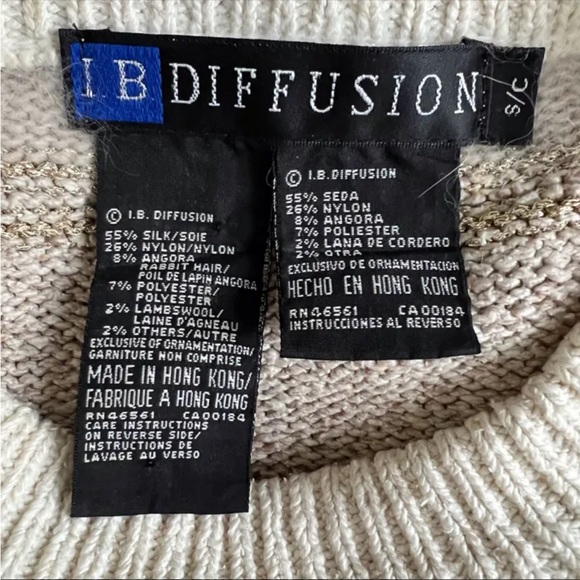 I.B DIFFUSION
S/C
© I.B. DIFFUSION
55% SILK/SOIE
26% NYLON/NYLON
8% ANGORA
RABBIT HAIR/
POIL DE LAPIN ANGORA
7% POLYESTER/
POLYESTER
2% LAMBSWOOL/
LAINE D'AGNEAU
2% OTHERS/AUTRE
EXCLUSIVE OF ORNAMENTATION/
GARNITURE NON COMPRISE
MADE IN HONG KONG/
FABRIQUE A HONG KONG
RN46561 CA00184
CARE INSTRUCTIONS
ON REVERSE SIDE/
INSTRUCTIONS DE
LAVAGE AU VERSO
© I.B. DIFFUSION
55% SEDA
26% NYLON
8% ANGORA
7% POLIESTER
2% LANA DE CORDERO
2% OTRA
EXCLUSIVO DE ORNAMENTACION
HECHO EN HONG KONG
RN46561 CA00184
INSTRUCCIONES AL REVERSO